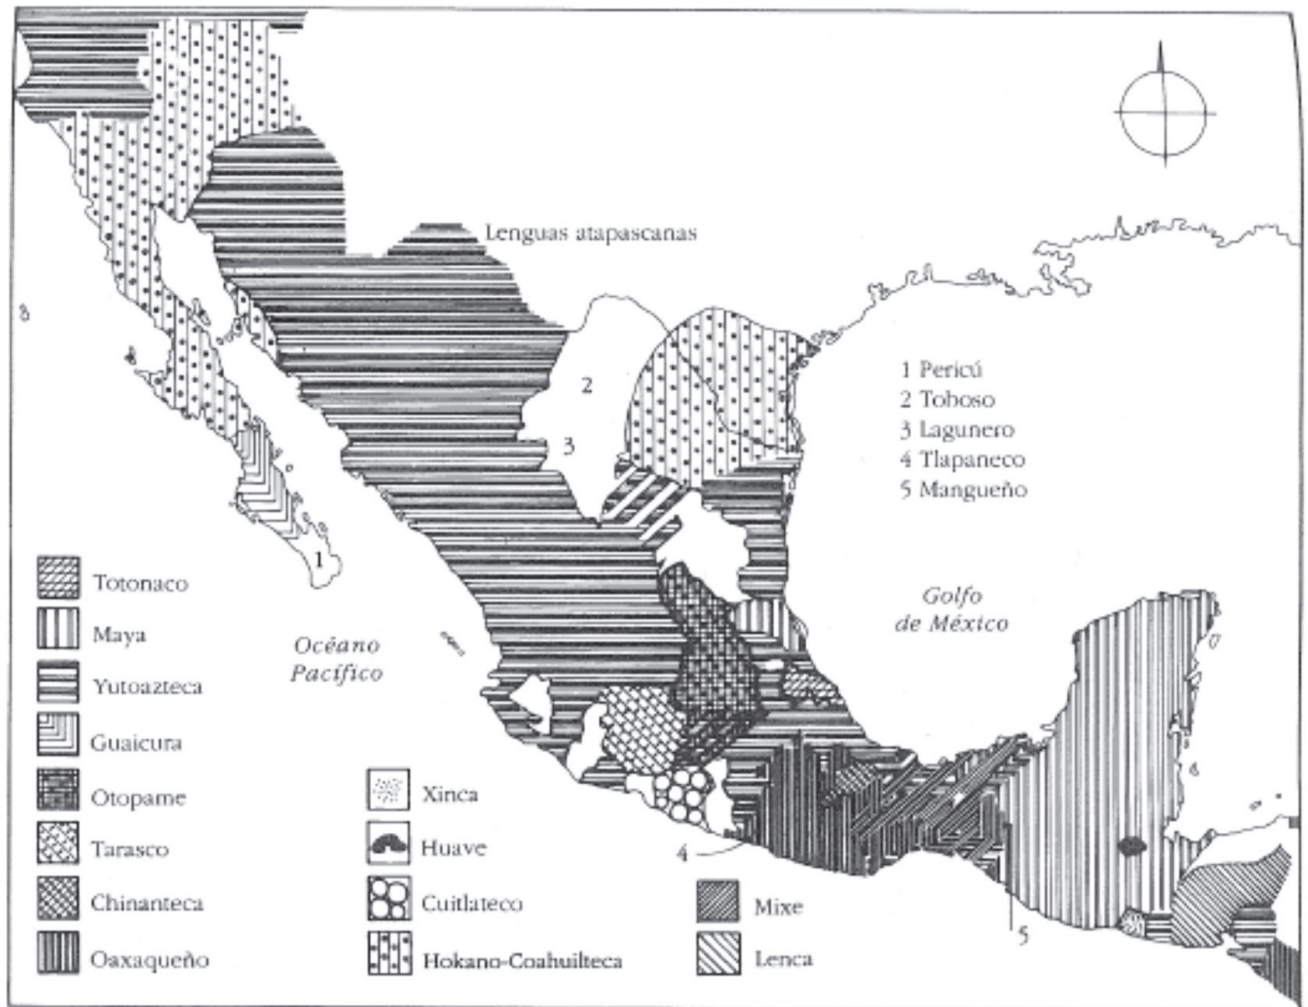 Lenguas atapascanas
2
3
1 Pericú
2 Toboso
3 Lagunero
4 Tlapaneco
5 Mangueño
1
Golfo
de México
Océano
Pacífico
Totonaco
Maya
Yutoazteca
Guaicura
Otopame
Tarasco
Chinanteca
Oaxaqueño
Xinca
Huave
Cuitlateco
Hokano-Coahuilteca
Mixe
Lenca
4
5